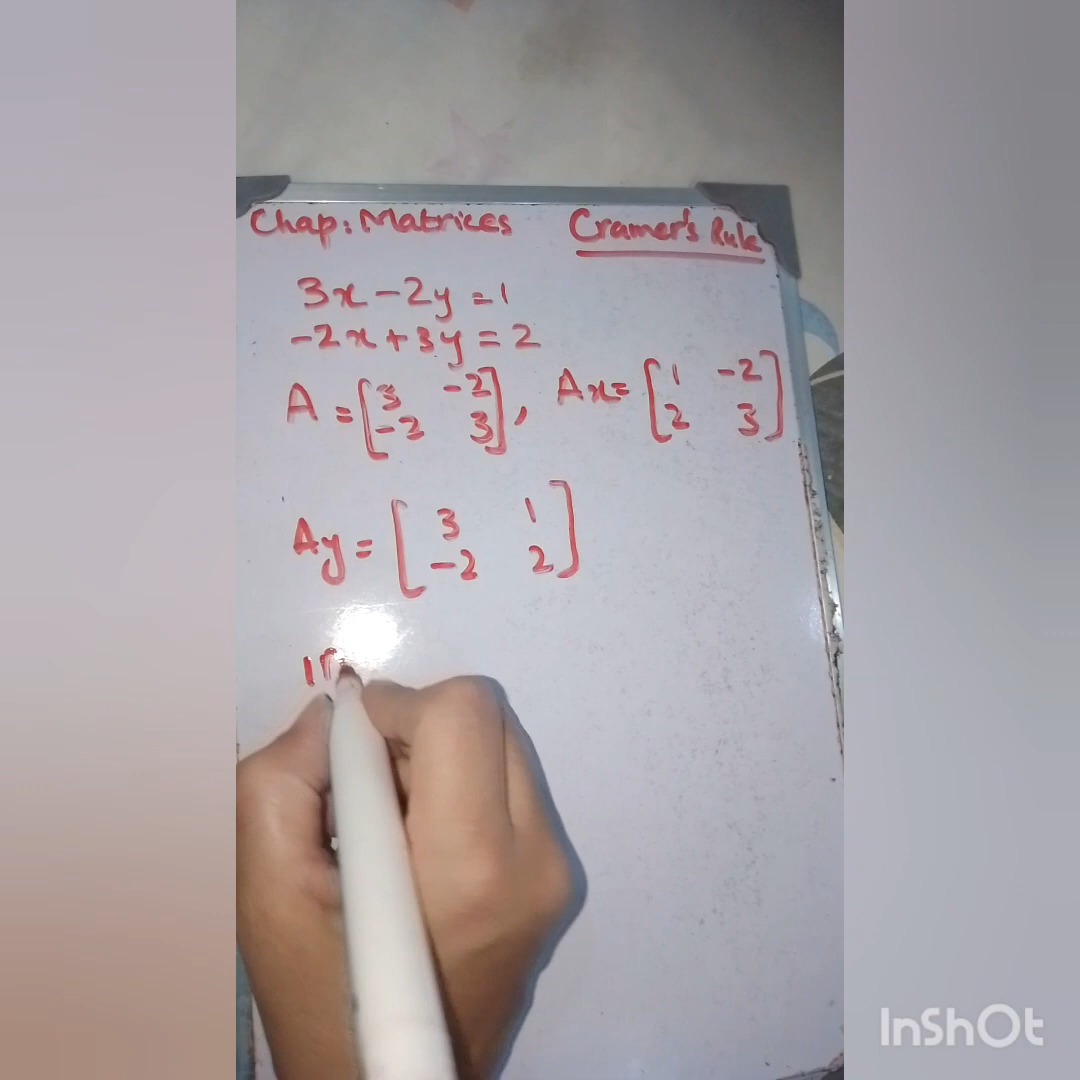 Chap: Matrices Cramer's Rule
3x - 2y = 1
-2x + 3y = 2
A = [3 -2
-2 3], Ax = [1 -2
2 3]
Ay = [3 1
-2 2]
InShOt